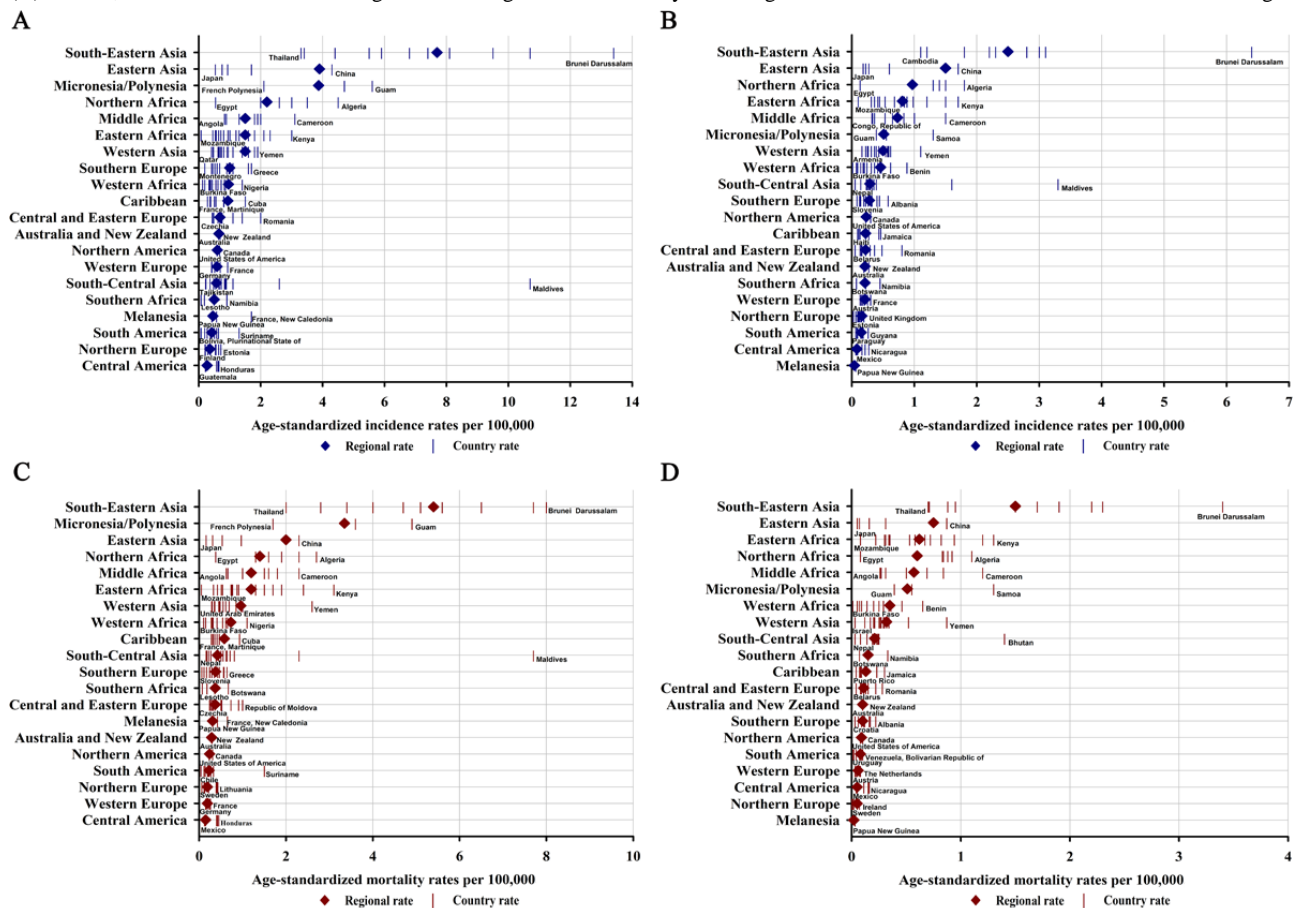 A
South-Eastern Asia
Thailand
Brunei Darussalam
Eastern Asia
Japan
China
Micronesia/Polynesia
French Polynesia
Guam
Northern Africa
Egypt
Algeria
Middle Africa
Angola
Cameroon
Eastern Africa
Mozambique
Kenya
Western Asia
Qatar
Yemen
Southern Europe
Montenegro
Greece
Western Africa
Burkina Faso
Nigeria
Caribbean
France, Martinique
Cuba
Central and Eastern Europe
Czechia
Romania
Australia and New Zealand
Australia
New Zealand
Northern America
United States of America
Canada
Western Europe
Germany
France
South-Central Asia
Tajikistan
Maldives
Southern Africa
Lesotho
Namibia
Melanesia
Papua New Guinea
France, New Caledonia
South America
Bolivia, Plurinational State of
Suriname
Northern Europe
Finland
Estonia
Central America
Guatemala
Honduras
0 2 4 6 8 10 12 14
Age-standardized incidence rates per 100,000
Regional rate Country rate
B
South-Eastern Asia
Cambodia
Brunei Darussalam
Eastern Asia
Japan
China
Northern Africa
Egypt
Algeria
Eastern Africa
Mozambique
Kenya
Middle Africa
Congo, Republic of
Cameroon
Micronesia/Polynesia
Guam
Samoa
Western Asia
Armenia
Yemen
Western Africa
Burkina Faso
Benin
South-Central Asia
Nepal
Maldives
Southern Europe
Slovenia
Albania
Northern America
United States of America
Canada
Caribbean
Haiti
Jamaica
Central and Eastern Europe
Belarus
Romania
Australia and New Zealand
Australia
New Zealand
Southern Africa
Botswana
Namibia
Western Europe
Austria
France
Northern Europe
Estonia
United Kingdom
South America
Paraguay
Guyana
Central America
Mexico
Nicaragua
Melanesia
Papua New Guinea
0 1 2 3 4 5 6 7
Age-standardized incidence rates per 100,000
Regional rate Country rate
C
South-Eastern Asia
Thailand
Brunei Darussalam
Micronesia/Polynesia
French Polynesia
Guam
Eastern Asia
Japan
China
Northern Africa
Egypt
Algeria
Middle Africa
Angola
Cameroon
Eastern Africa
Mozambique
Kenya
Western Asia
United Arab Emirates
Yemen
Western Africa
Burkina Faso
Nigeria
Caribbean
France, Martinique
Cuba
South-Central Asia
Nepal
Maldives
Southern Europe
Slovenia
Greece
Southern Africa
Lesotho
Botswana
Central and Eastern Europe
Czechia
Republic of Moldova
Melanesia
Papua New Guinea
France, New Caledonia
Australia and New Zealand
Australia
New Zealand
Northern America
United States of America
Canada
South America
Chile
Suriname
Northern Europe
Sweden
Lithuania
Western Europe
Germany
France
Central America
Mexico
Honduras
0 2 4 6 8 10
Age-standardized mortality rates per 100,000
Regional rate Country rate
D
South-Eastern Asia
Thailand
Brunei Darussalam
Eastern Asia
Japan
China
Eastern Africa
Mozambique
Kenya
Northern Africa
Egypt
Algeria
Middle Africa
Angola
Cameroon
Micronesia/Polynesia
Guam
Samoa
Western Africa
Burkina Faso
Benin
Western Asia
Israel
Yemen
South-Central Asia
Nepal
Bhutan
Southern Africa
Botswana
Namibia
Caribbean
Puerto Rico
Jamaica
Central and Eastern Europe
Belarus
Romania
Australia and New Zealand
Australia
New Zealand
Southern Europe
Croatia
Albania
Northern America
United States of America
Canada
South America
Uruguay
Venezuela, Bolivarian Republic of
Western Europe
Austria
The Netherlands
Central America
Mexico
Nicaragua
Northern Europe
Sweden
Ireland
Melanesia
Papua New Guinea
0 1 2 3 4
Age-standardized mortality rates per 100,000
Regional rate Country rate